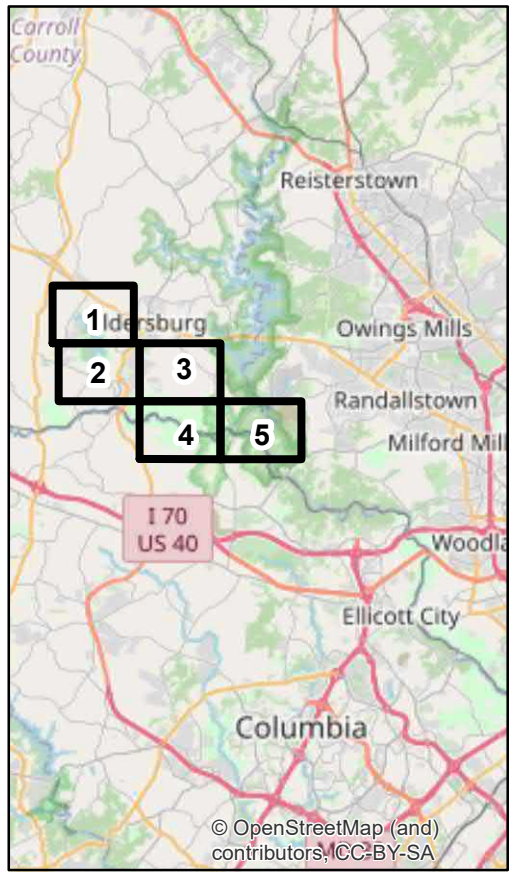 Carroll
County
Reisterstown
1
ldersburg
Owings Mills
2
3
Randallstown
4
5
Milford Mill
I 70
US 40
Woodla
Ellicott City
Columbia
© OpenStreetMap (and)
contributors, CC-BY-SA